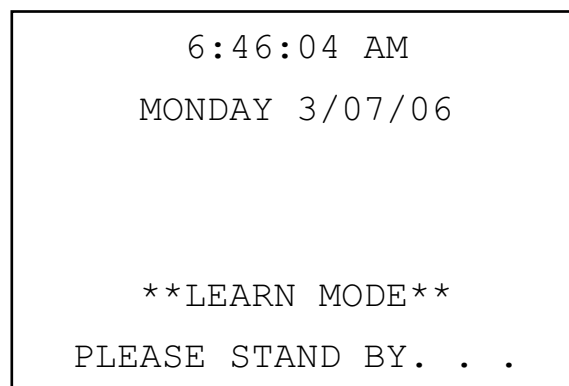 6:46:04 AM
MONDAY 3/07/06
**LEARN MODE**
PLEASE STAND BY. . .